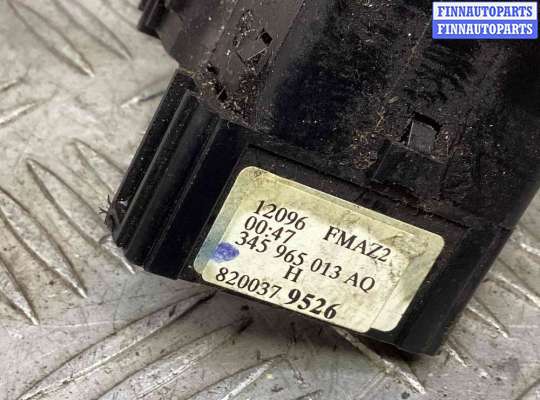 FINNAUTOPARTS
FINNAUTOPARTS
12096 FMAZ2
00:47
345 965 013 AQ
H
820037 9526